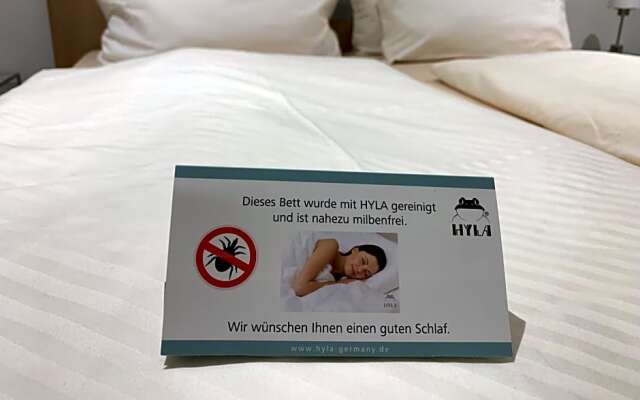 Dieses Bett wurde mit HYLA gereinigt
und ist nahezu milbenfrei.
HYLA
HYLA
Wir wünschen Ihnen einen guten Schlaf.
www.hyla-germany.de